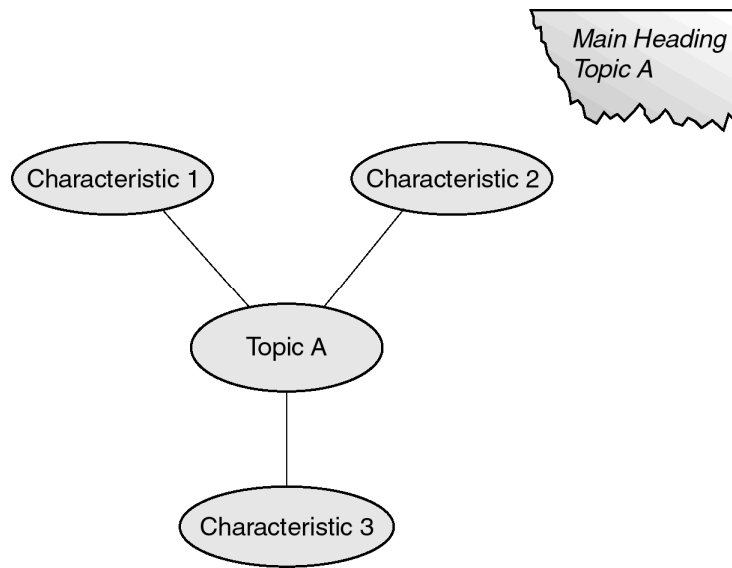 Main Heading
Topic A
Characteristic 1
Characteristic 2
Topic A
Characteristic 3